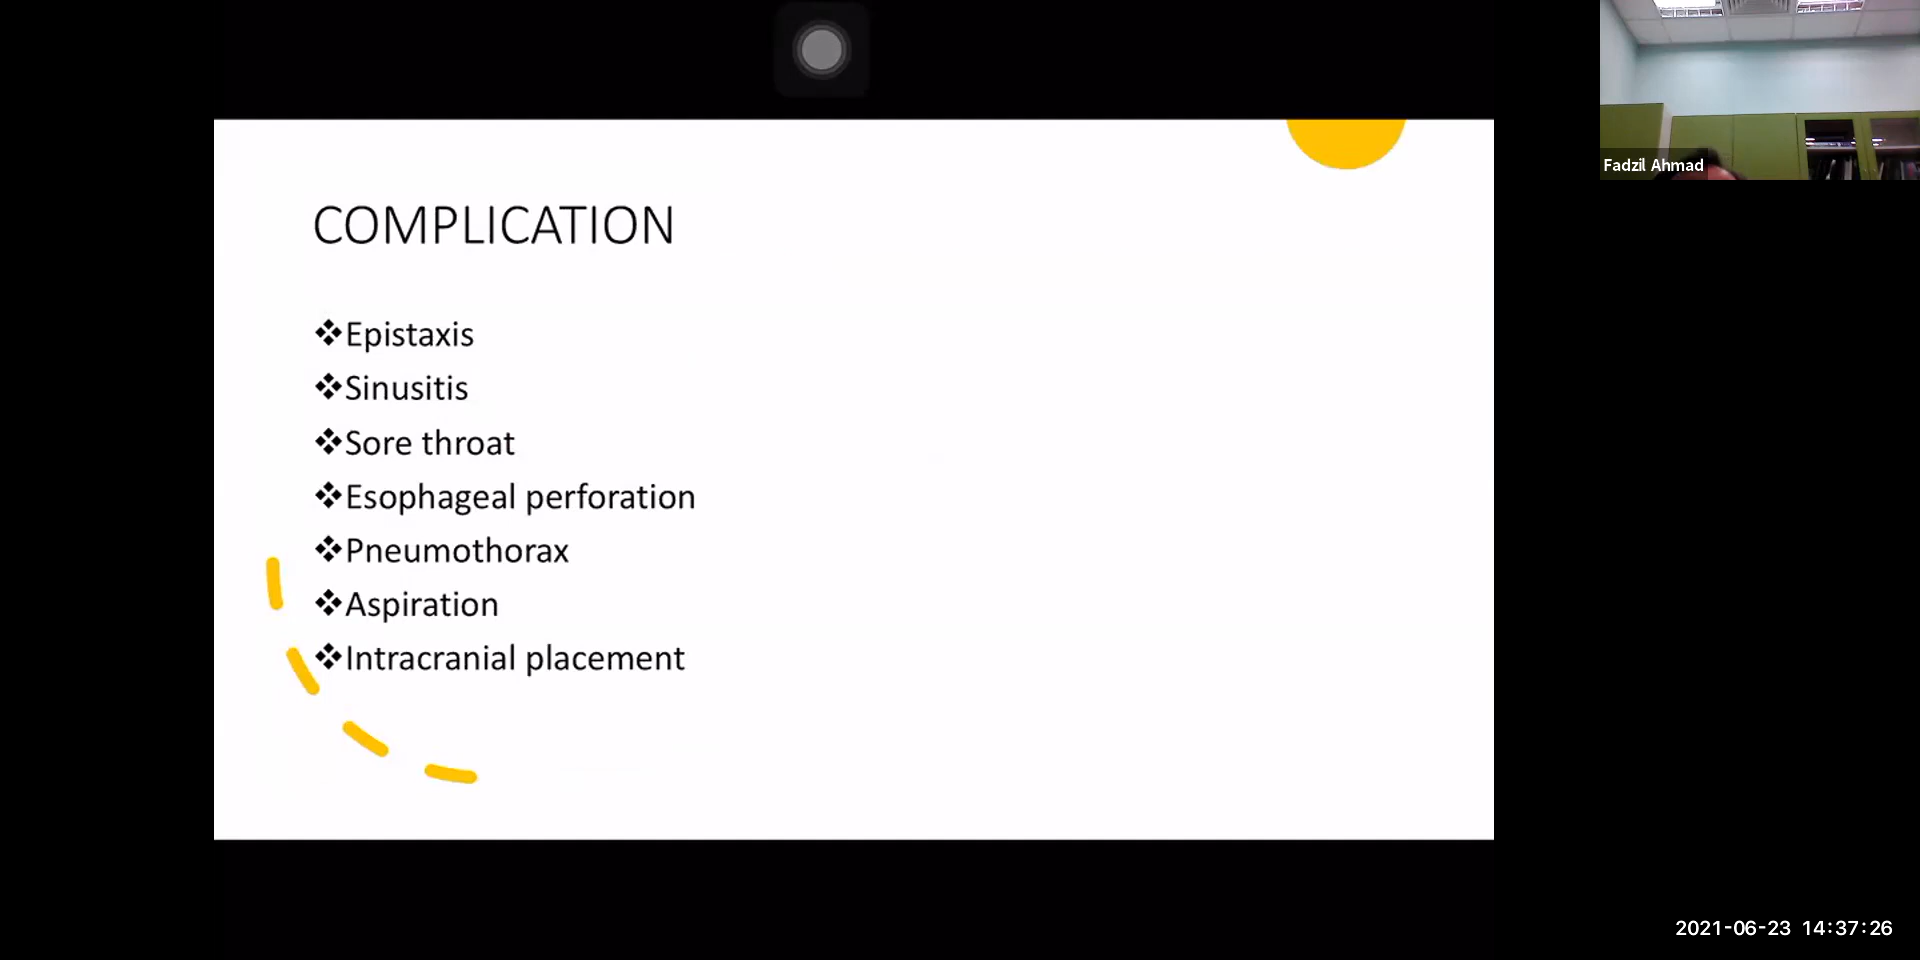 COMPLICATION
❖Epistaxis
❖Sinusitis
❖Sore throat
❖Esophageal perforation
❖Pneumothorax
❖Aspiration
❖Intracranial placement
Fadzil Ahmad
2021-06-23 14:37:26